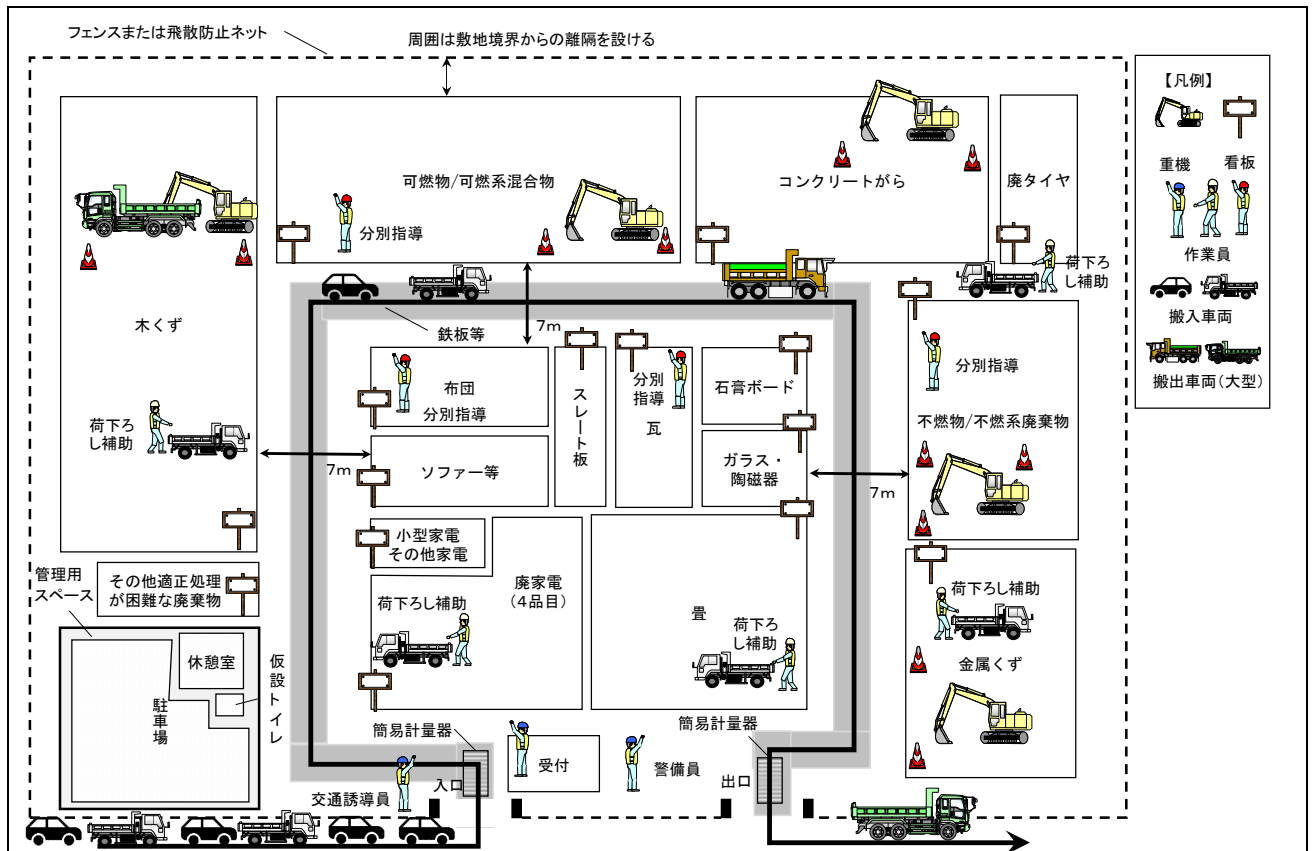 フェンスまたは飛散防止ネット
周囲は敷地境界からの離隔を設ける
【凡例】
重機
看板
作業員
搬入車両
搬出車両(大型)
可燃物/可燃系混合物
分別指導
コンクリートがら
廃タイヤ
荷下ろ
し補助
木くず
鉄板等
7m
布団
分別指導
スレート板
分別
指導
瓦
石膏ボード
分別指導
不燃物/不燃系廃棄物
荷下ろ
し補助
7m
ソファー等
ガラス・
陶磁器
7m
小型家電
その他家電
廃家電
(4品目)
管理用
スペース
その他適正処理
が困難な廃棄物
荷下ろし補助
畳
荷下ろ
し補助
荷下ろし補助
金属くず
休憩室
仮設トイレ
駐車場
簡易計量器
簡易計量器
受付
警備員
入口
出口
交通誘導員